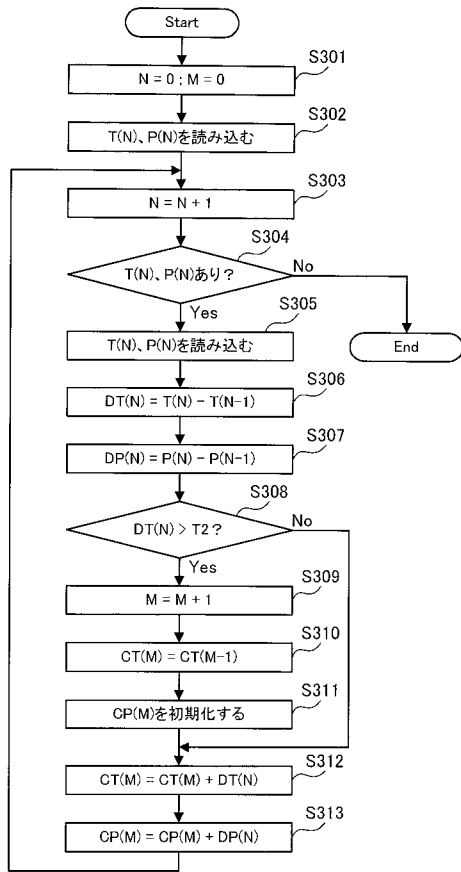 Start
S301
N = 0 ; M = 0
S302
T(N)、P(N)を読み込む
S303
N = N + 1
S304
T(N)、P(N)あり？
No
Yes
S305
T(N)、P(N)を読み込む
End
S306
DT(N) = T(N) − T(N−1)
S307
DP(N) = P(N) − P(N−1)
S308
DT(N) > T2？
No
Yes
S309
M = M + 1
S310
CT(M) = CT(M−1)
S311
CP(M)を初期化する
S312
CT(M) = CT(M) + DT(N)
S313
CP(M) = CP(M) + DP(N)